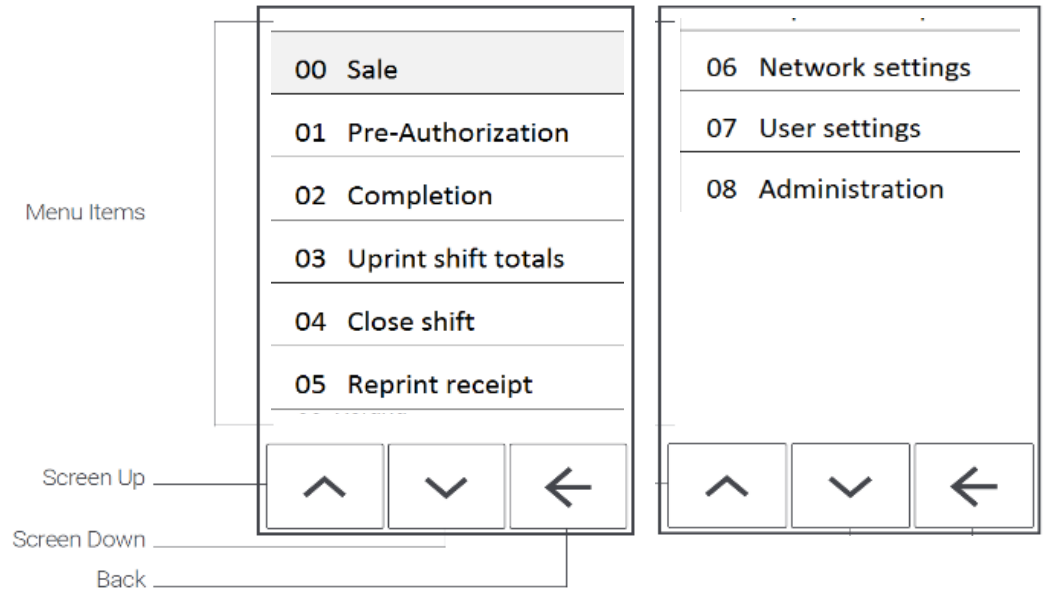 00 Sale
01 Pre-Authorization
02 Completion
03 Uprint shift totals
04 Close shift
05 Reprint receipt
06 Network settings
07 User settings
08 Administration
Menu Items
Screen Up
Screen Down
Back